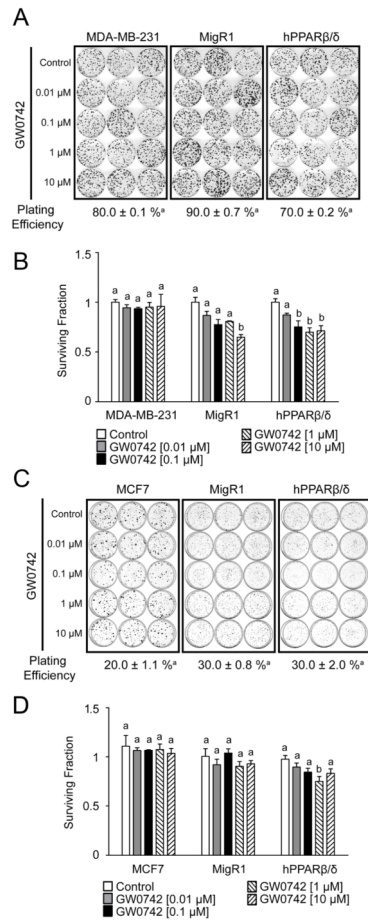 A
MDA-MB-231 MigR1 hPPARβ/δ
GW0742
Control
0.01 µM
0.1 µM
1 µM
10 µM
Plating Efficiency 80.0 ± 0.1 %ª 90.0 ± 0.7 %ª 70.0 ± 0.2 %ª
B
Surviving Fraction
1.5
1
0.5
0
a a a a a a a a a b a a b b b
MDA-MB-231 MigR1 hPPARβ/δ
Control GW0742 [1 µM]
GW0742 [0.01 µM] GW0742 [10 µM]
GW0742 [0.1 µM]
C
MCF7 MigR1 hPPARβ/δ
GW0742
Control
0.01 µM
0.1 µM
1 µM
10 µM
Plating Efficiency 20.0 ± 1.1 %ª 30.0 ± 0.8 %ª 30.0 ± 2.0 %ª
D
Surviving Fraction
1.5
1
0.5
0
a a a a a a a a a a a a a b a
MCF7 MigR1 hPPARβ/δ
Control GW0742 [1 µM]
GW0742 [0.01 µM] GW0742 [10 µM]
GW0742 [0.1 µM]